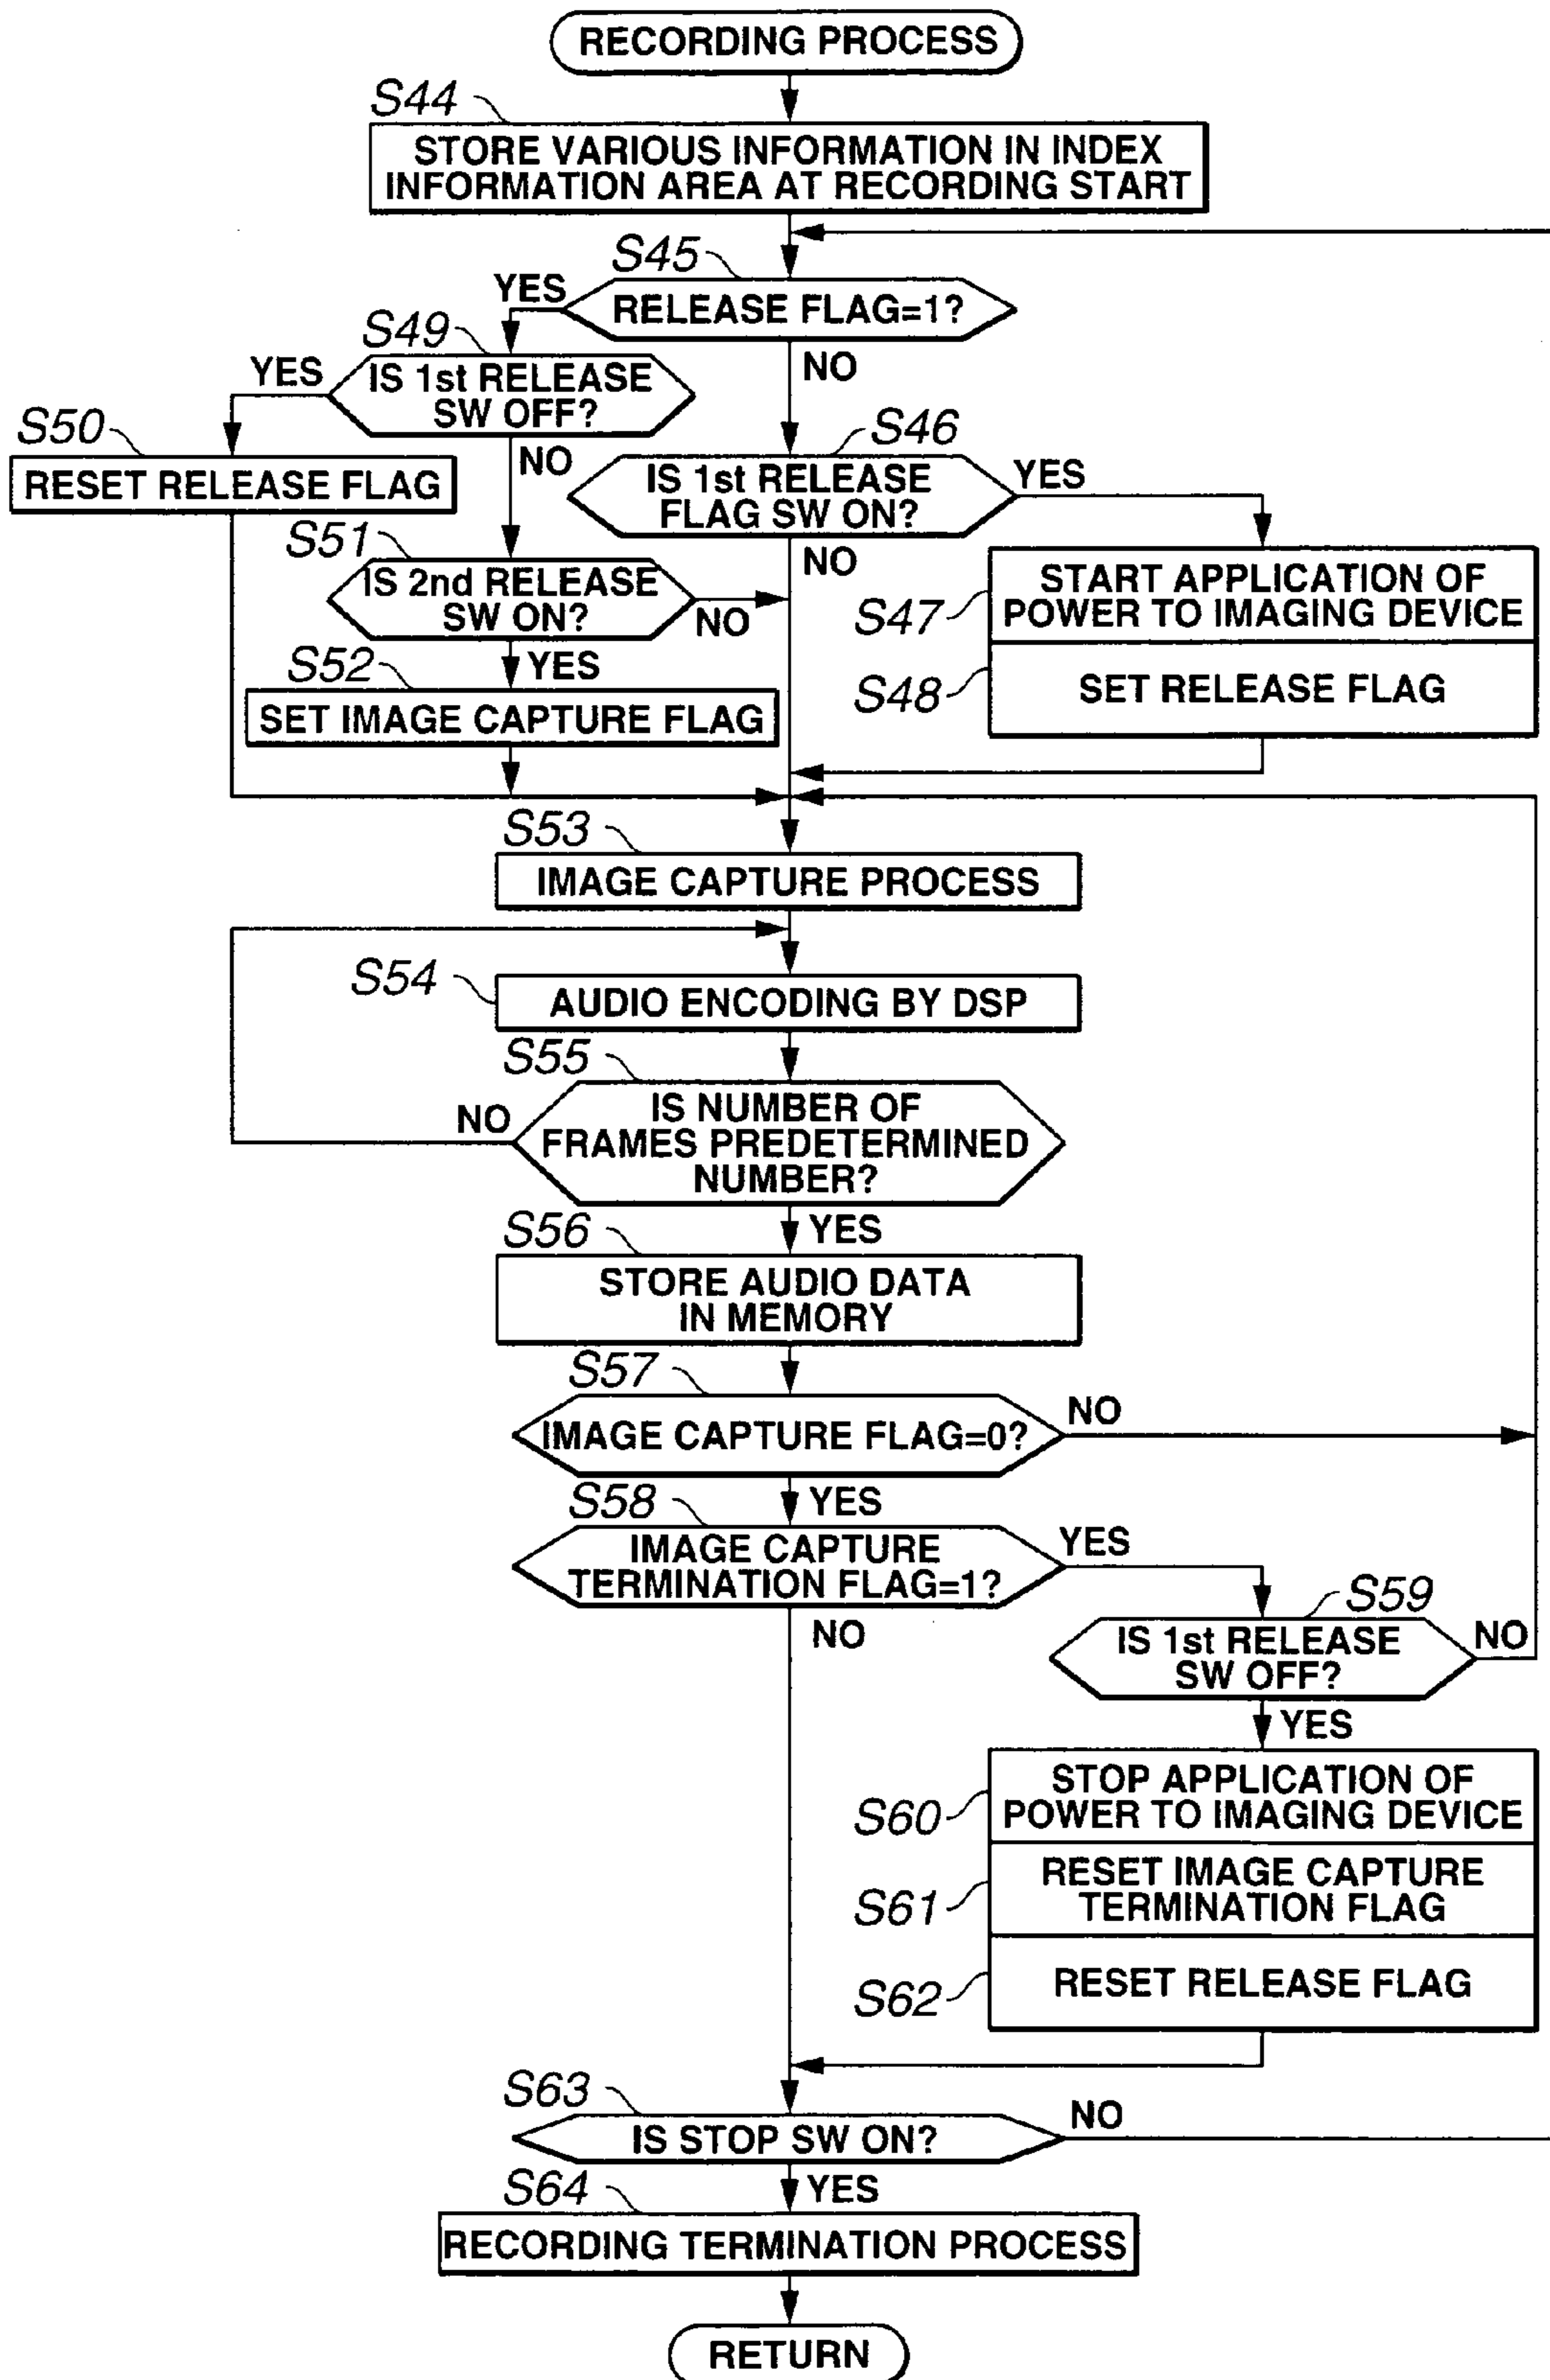 RECORDING PROCESS
S44
STORE VARIOUS INFORMATION IN INDEX
INFORMATION AREA AT RECORDING START
S45
YES
RELEASE FLAG=1?
NO
S49
YES
IS 1st RELEASE
SW OFF?
NO
S50
RESET RELEASE FLAG
S46
IS 1st RELEASE
FLAG SW ON?
YES
NO
S51
IS 2nd RELEASE
SW ON?
NO
YES
S47
START APPLICATION OF
POWER TO IMAGING DEVICE
S52
SET IMAGE CAPTURE FLAG
S48
SET RELEASE FLAG
S53
IMAGE CAPTURE PROCESS
S54
AUDIO ENCODING BY DSP
S55
NO
IS NUMBER OF
FRAMES PREDETERMINED
NUMBER?
YES
S56
STORE AUDIO DATA
IN MEMORY
S57
IMAGE CAPTURE FLAG=0?
NO
YES
S58
IMAGE CAPTURE
TERMINATION FLAG=1?
YES
NO
S59
IS 1st RELEASE
SW OFF?
NO
YES
S60
STOP APPLICATION OF
POWER TO IMAGING DEVICE
S61
RESET IMAGE CAPTURE
TERMINATION FLAG
S62
RESET RELEASE FLAG
S63
IS STOP SW ON?
NO
YES
S64
RECORDING TERMINATION PROCESS
RETURN